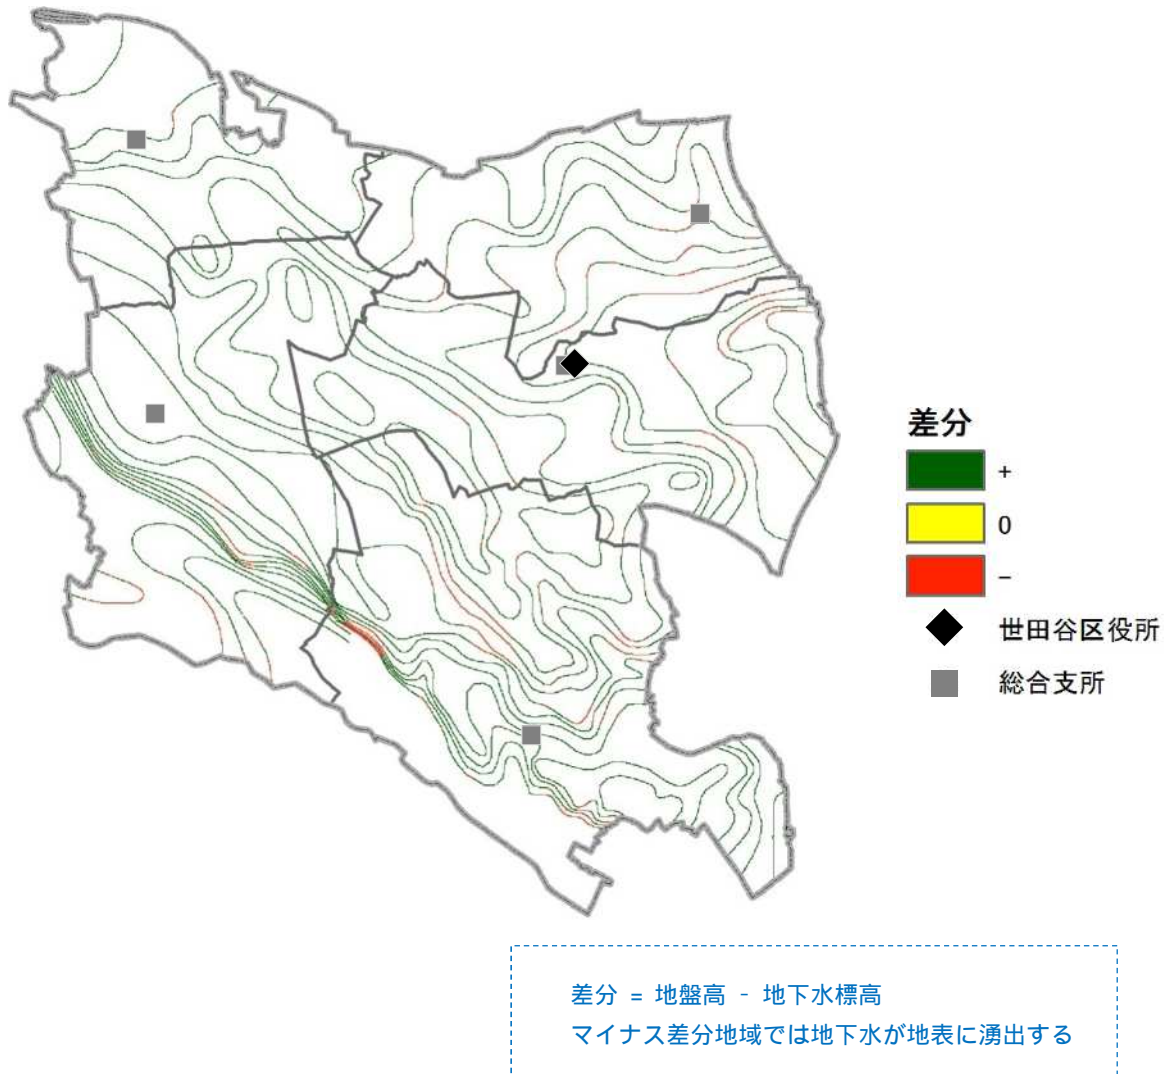 差分
+
0
−
世田谷区役所
総合支所
差分 = 地盤高 - 地下水標高
マイナス差分地域では地下水が地表に湧出する